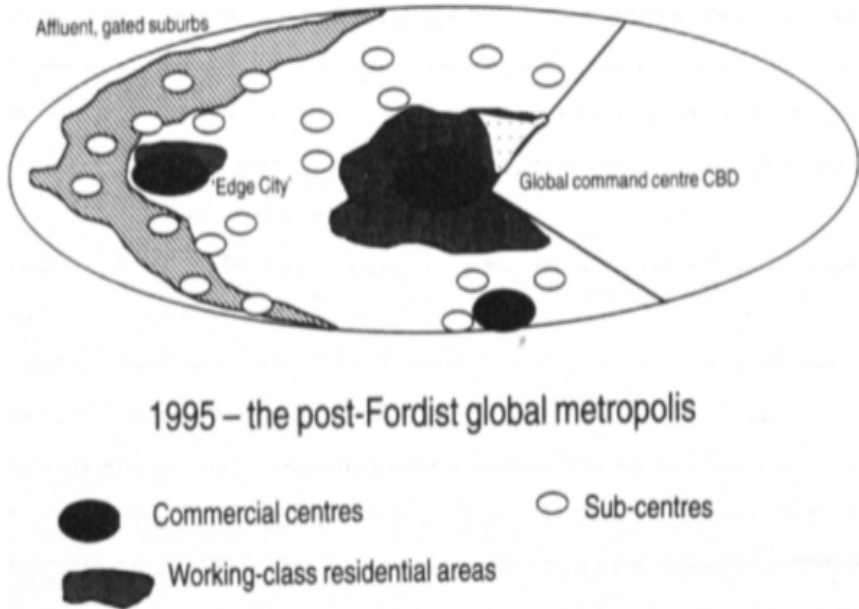 Affluent, gated suburbs
'Edge City'
Global command centre CBD
1995 – the post-Fordist global metropolis
Commercial centres
Sub-centres
Working-class residential areas